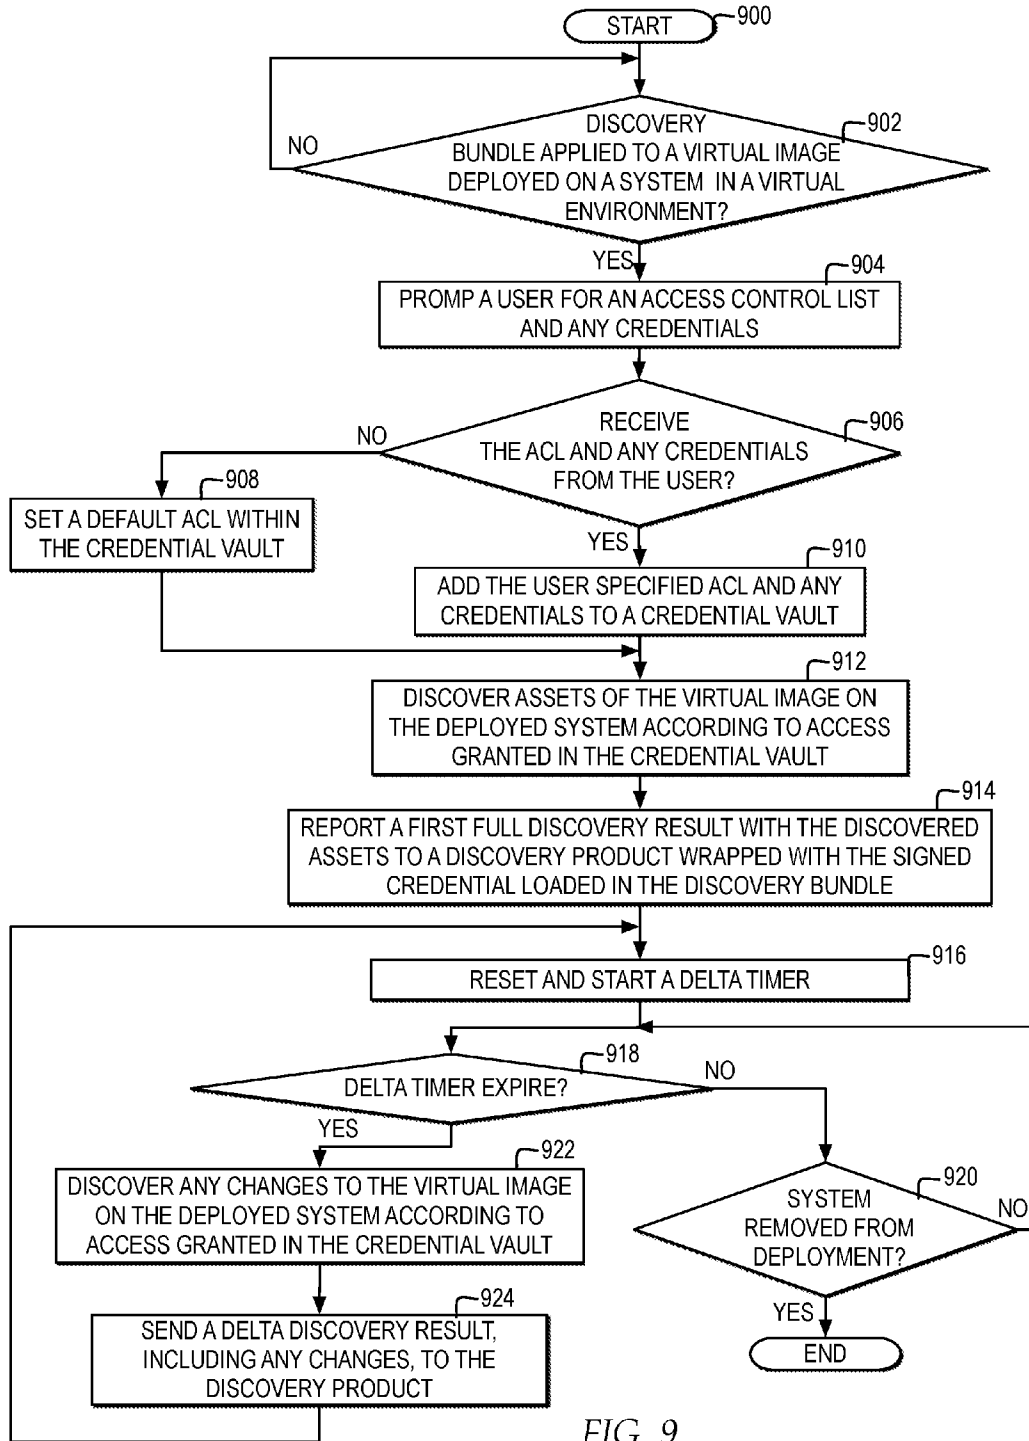 START
900
DISCOVERY
BUNDLE APPLIED TO A VIRTUAL IMAGE
DEPLOYED ON A SYSTEM IN A VIRTUAL
ENVIRONMENT?
902
NO
YES
904
PROMP A USER FOR AN ACCESS CONTROL LIST
AND ANY CREDENTIALS
RECEIVE
THE ACL AND ANY CREDENTIALS
FROM THE USER?
906
NO
908
SET A DEFAULT ACL WITHIN
THE CREDENTIAL VAULT
YES
910
ADD THE USER SPECIFIED ACL AND ANY
CREDENTIALS TO A CREDENTIAL VAULT
912
DISCOVER ASSETS OF THE VIRTUAL IMAGE ON
THE DEPLOYED SYSTEM ACCORDING TO ACCESS
GRANTED IN THE CREDENTIAL VAULT
914
REPORT A FIRST FULL DISCOVERY RESULT WITH THE DISCOVERED
ASSETS TO A DISCOVERY PRODUCT WRAPPED WITH THE SIGNED
CREDENTIAL LOADED IN THE DISCOVERY BUNDLE
916
RESET AND START A DELTA TIMER
918
DELTA TIMER EXPIRE?
NO
YES
922
DISCOVER ANY CHANGES TO THE VIRTUAL IMAGE
ON THE DEPLOYED SYSTEM ACCORDING TO
ACCESS GRANTED IN THE CREDENTIAL VAULT
920
SYSTEM
REMOVED FROM
DEPLOYMENT?
NO
YES
924
SEND A DELTA DISCOVERY RESULT,
INCLUDING ANY CHANGES, TO THE
DISCOVERY PRODUCT
END
FIG. 9